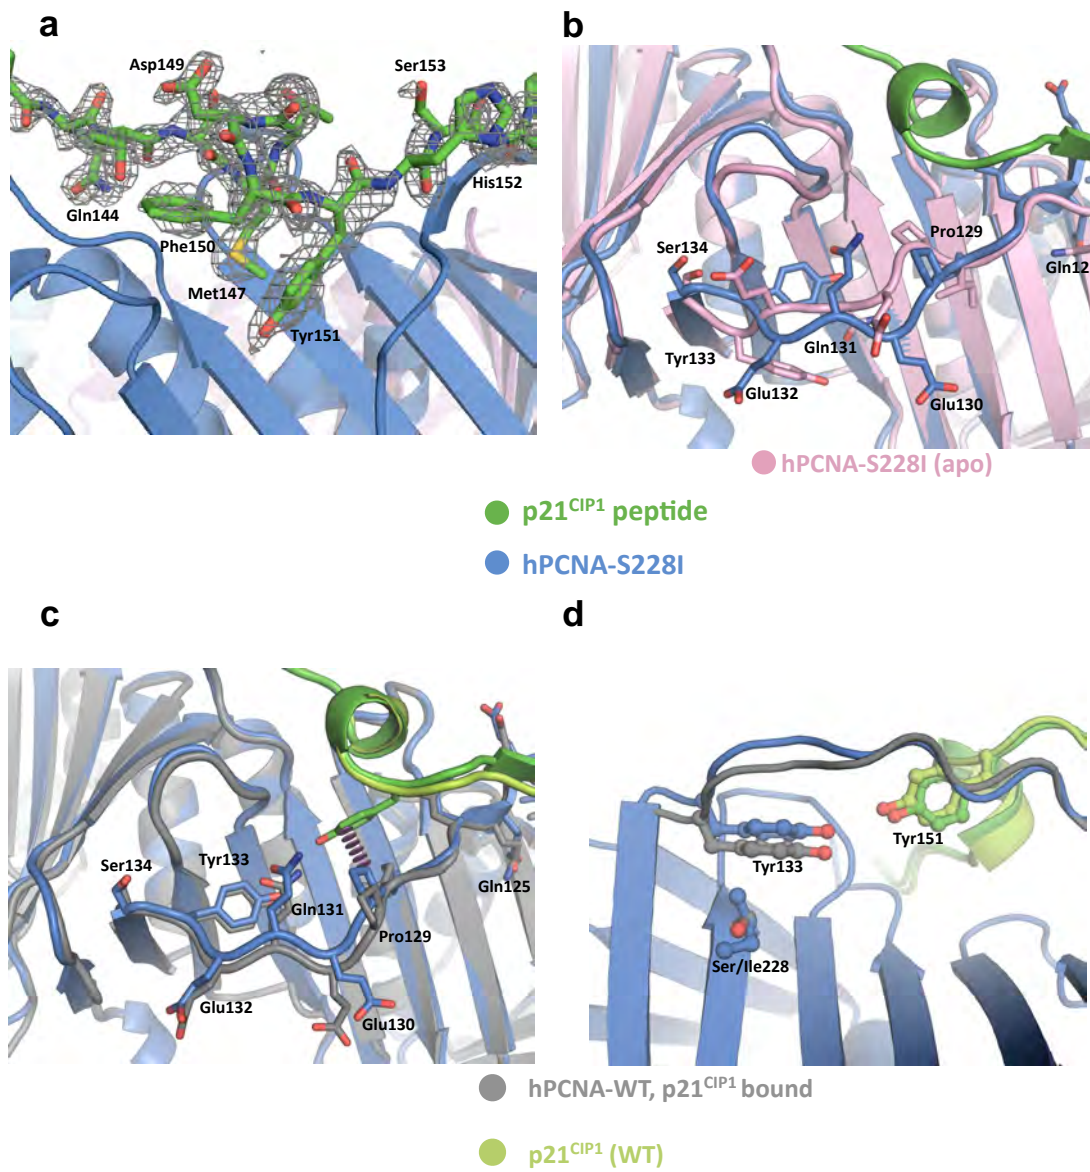 a
Asp149
Ser153
Gln144
His152
Phe150
Met147
Tyr151
b
Pro129
Ser134
Gln12
Gln131
Tyr133
Glu132
Glu130
hPCNA-S228I (apo)
p21CIP1 peptide
hPCNA-S228I
c
Ser134
Tyr133
Gln131
Gln125
Pro129
Glu132
Glu130
d
Tyr151
Tyr133
Ser/Ile228
hPCNA-WT, p21CIP1 bound
p21CIP1 (WT)